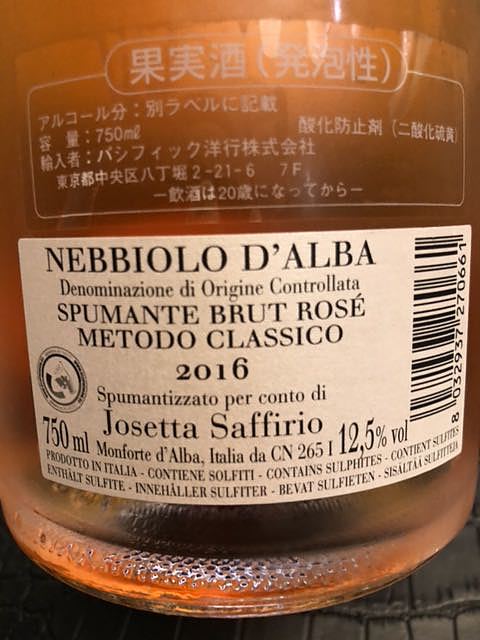 果実酒(発泡性)
アルコール分:別ラベルに記載
容 量:750㎖ 酸化防止剤(二酸化硫黄)
輸入者:パシフィック洋行株式会社
東京都中央区八丁堀2-21-6 7F
ー飲酒は20歳になってからー
NEBBIOLO D'ALBA
Denominazione di Origine Controllata
SPUMANTE BRUT ROSÉ
METODO CLASSICO
2016
Spumantizzato per conto di
Josetta Saffirio
750 ml Monforte d'Alba, Italia da CN 265 I 12,5% vol
PRODOTTO IN ITALIA - CONTIENE SOLFITI - CONTAINS SULPHITES - CONTIENT SULFITES
ENTHÄLT SULFITE - INNEHÅLLER SULFITER - BEVAT SULFIETEN - SISÄLTÄÄ SULFIITTEJA
8 032937 270661